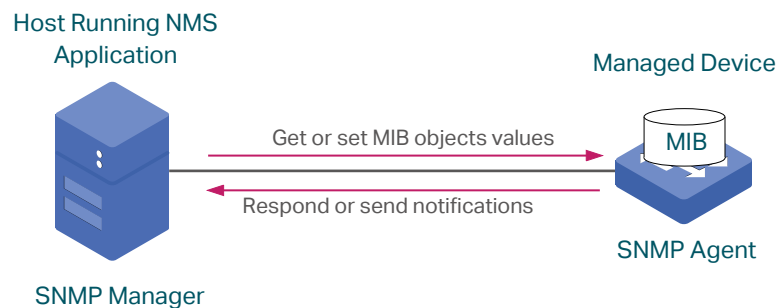 Host Running NMS
Application
Managed Device
Get or set MIB objects values
MIB
Respond or send notifications
SNMP Agent
SNMP Manager